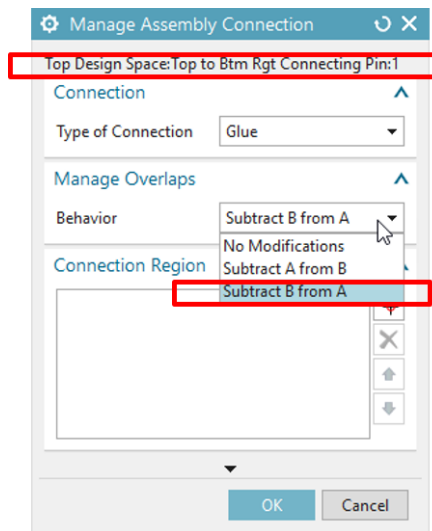 Manage Assembly Connection
Top Design Space:Top to Btm Rgt Connecting Pin:1
Connection
Type of Connection Glue
Manage Overlaps
Behavior Subtract B from A
No Modifications
Connection Region Subtract A from B
Subtract B from A
OK Cancel